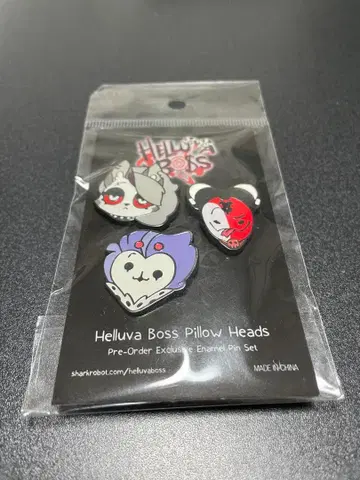 HELLUVA
BOSS
Helluva Boss Pillow Heads
Pre-Order Exclusive Enamel Pin Set
sharkrobot.com/helluvaboss
MADE IN CHINA